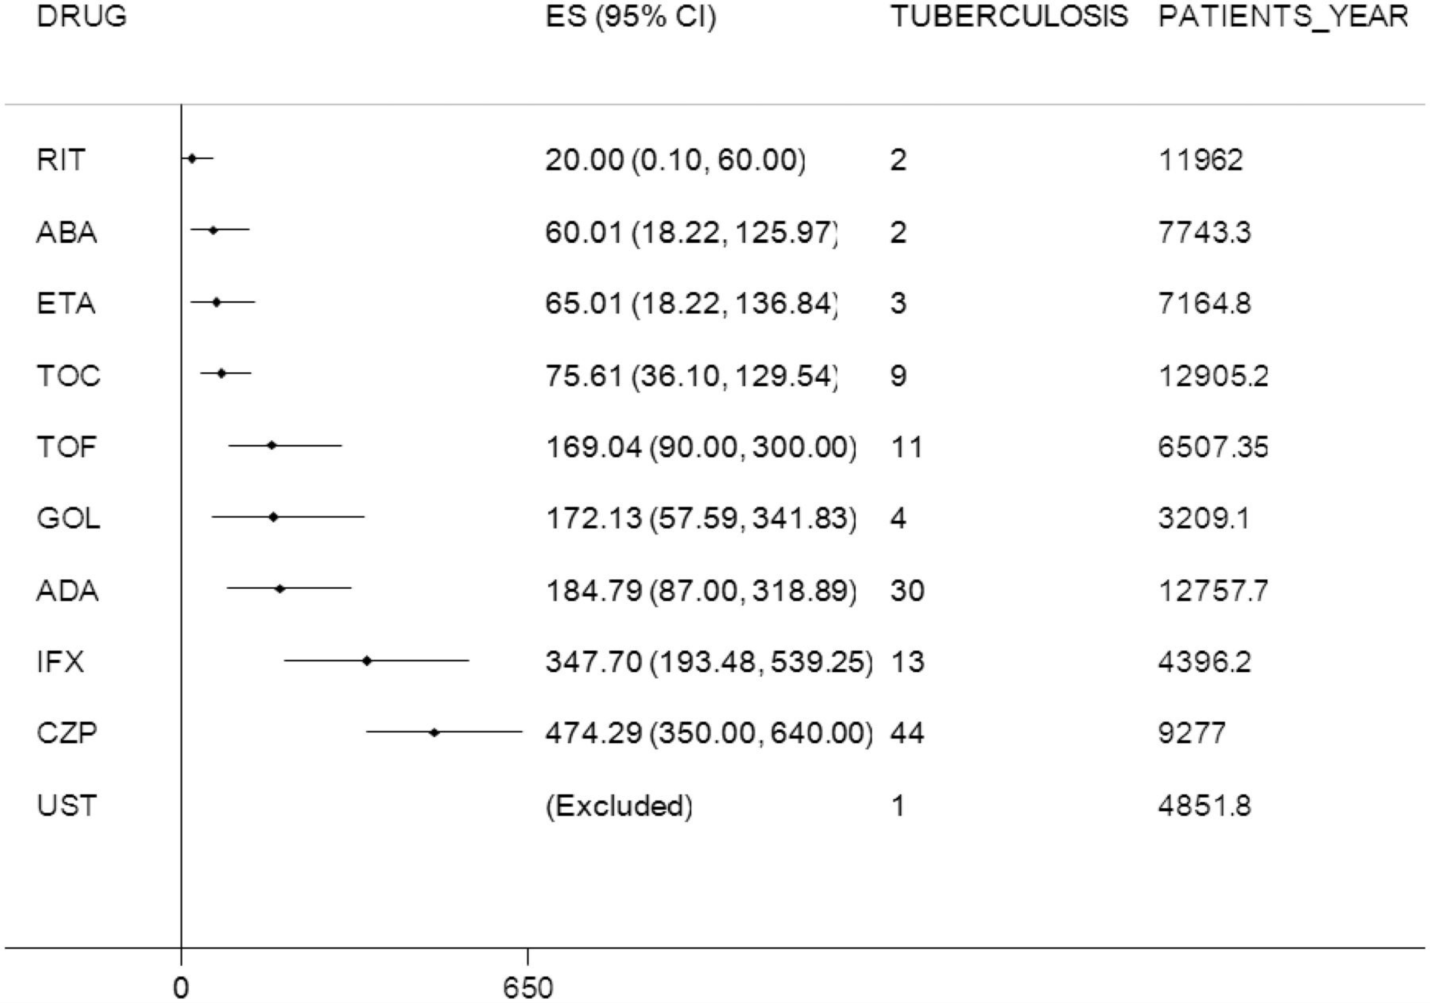 DRUG ES (95% CI) TUBERCULOSIS PATIENTS_YEAR
RIT 20.00 (0.10, 60.00) 2 11962
ABA 60.01 (18.22, 125.97) 2 7743.3
ETA 65.01 (18.22, 136.84) 3 7164.8
TOC 75.61 (36.10, 129.54) 9 12905.2
TOF 169.04 (90.00, 300.00) 11 6507.35
GOL 172.13 (57.59, 341.83) 4 3209.1
ADA 184.79 (87.00, 318.89) 30 12757.7
IFX 347.70 (193.48, 539.25) 13 4396.2
CZP 474.29 (350.00, 640.00) 44 9277
UST (Excluded) 1 4851.8
0 650